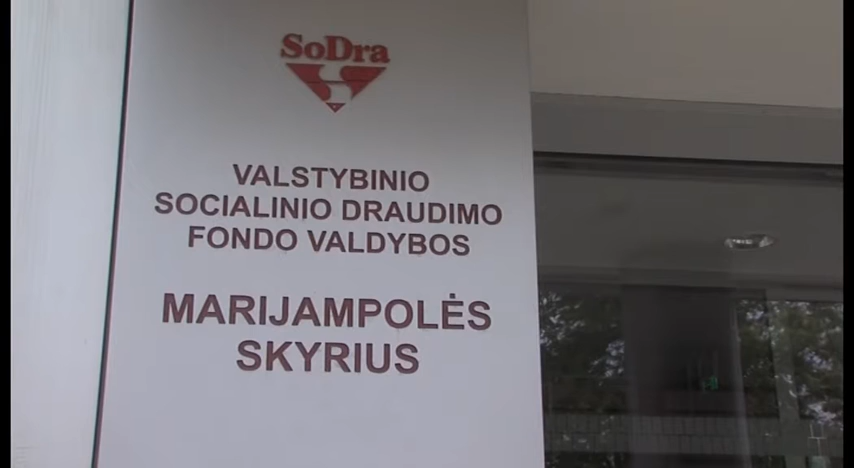 SoDra
VALSTYBINIO
SOCIALINIO DRAUDIMO
FONDO VALDYBOS
MARIJAMPOLĖS
SKYRIUS